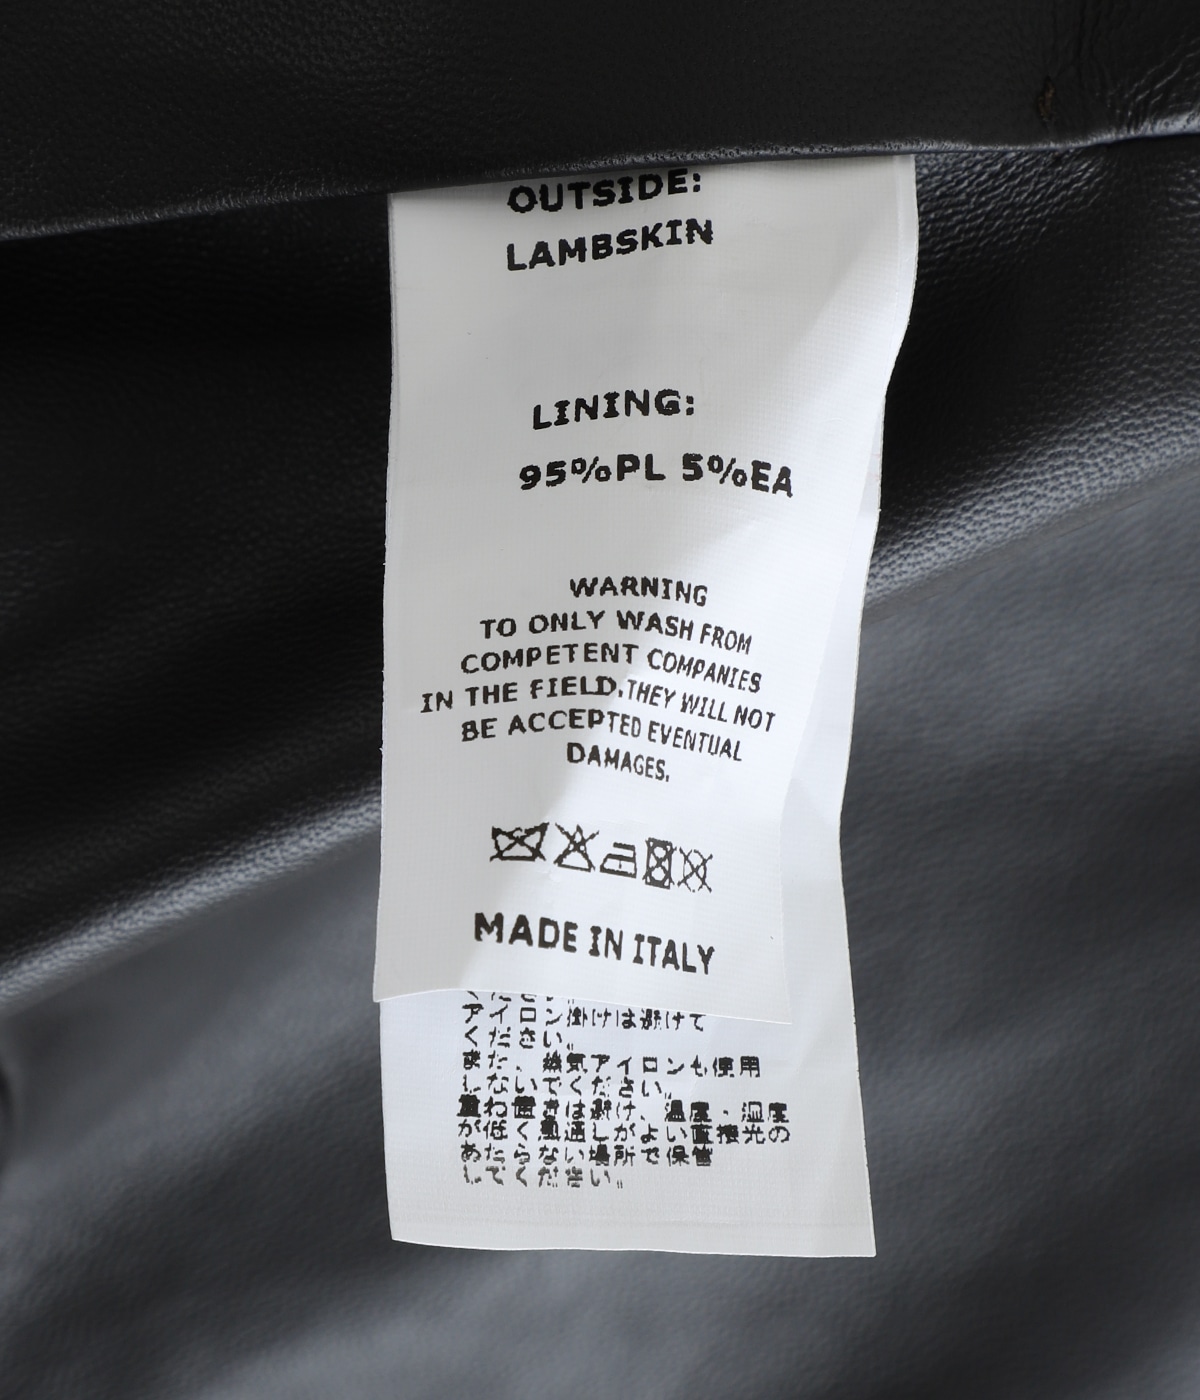 OUTSIDE:
LAMBSKIN
LINING:
95%PL 5%EA
WARNING
TO ONLY WASH FROM
COMPETENT COMPANIES
IN THE FIELD.THEY WILL NOT
BE ACCEPTED EVENTUAL
DAMAGES.
MADE IN ITALY
ください。
アイロン掛けは避けて
ください。
また、蒸気アイロンも使用
しないでください。
重ね置きは避け、温度・湿度
が低く風通しがよい直接光の
あたらない場所で保管
してください。